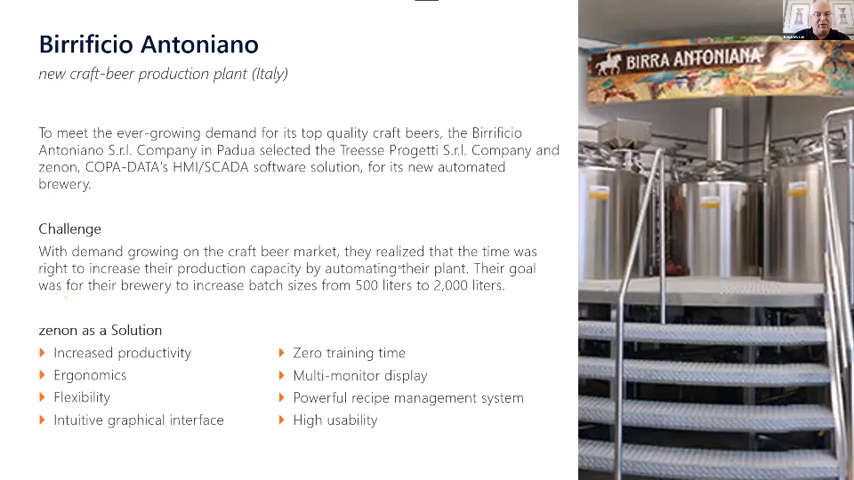 Birrificio Antoniano
new craft-beer production plant (Italy)
To meet the ever-growing demand for its top quality craft beers, the Birrificio
Antoniano S.r.l. Company in Padua selected the Treesse Progetti S.r.l. Company and
zenon, COPA-DATA's HMI/SCADA software solution, for its new automated
brewery.
Challenge
With demand growing on the craft beer market, they realized that the time was
right to increase their production capacity by automating their plant. Their goal
was for their brewery to increase batch sizes from 500 liters to 2,000 liters.
zenon as a Solution
Increased productivity
Ergonomics
Flexibility
Intuitive graphical interface
Zero training time
Multi-monitor display
Powerful recipe management system
High usability
BIRRA ANTONIANA